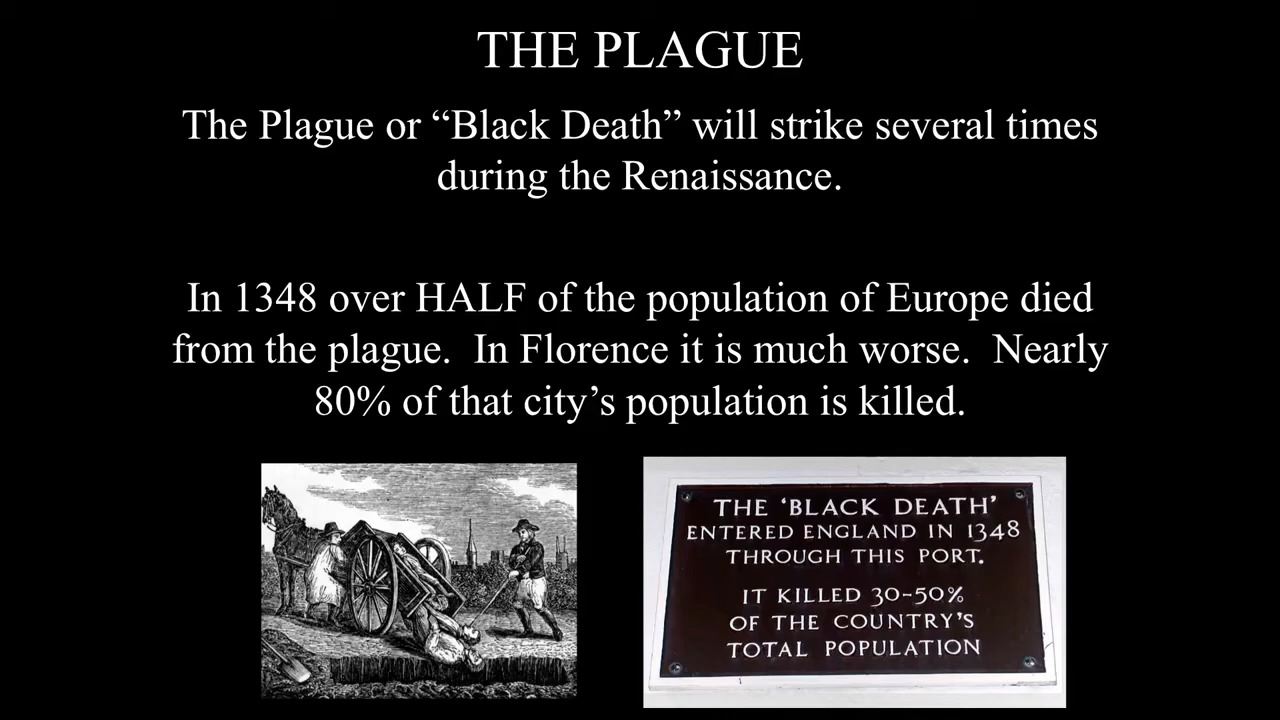 THE PLAGUE
The Plague or “Black Death” will strike several times
during the Renaissance.
In 1348 over HALF of the population of Europe died
from the plague.  In Florence it is much worse.  Nearly
80% of that city’s population is killed.
THE ‘BLACK DEATH’
ENTERED ENGLAND IN 1348
THROUGH THIS PORT.
IT KILLED 30-50%
OF THE COUNTRY’S
TOTAL POPULATION